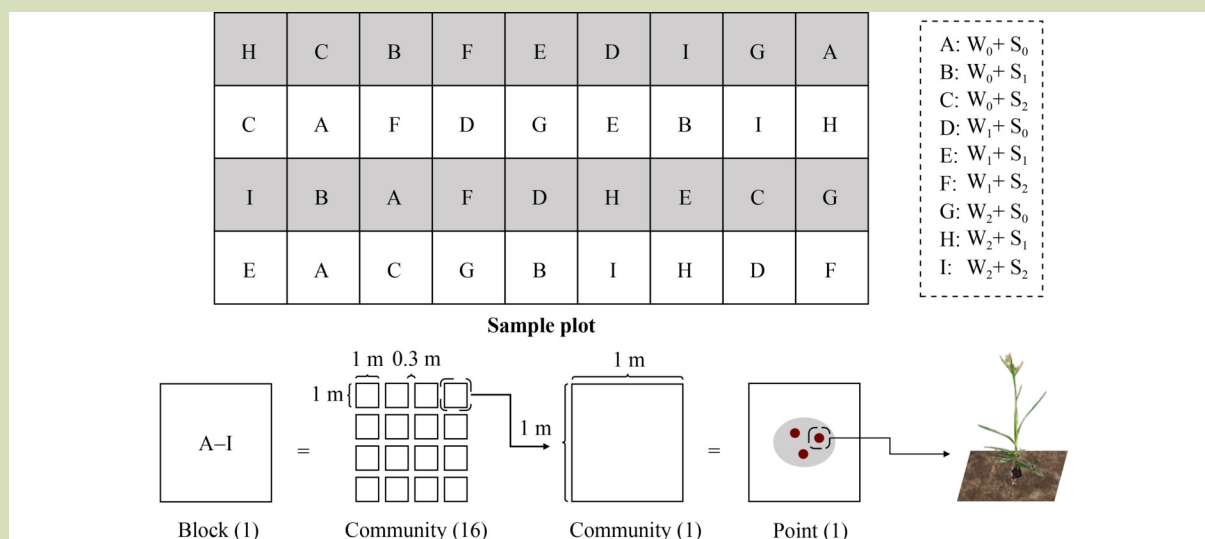 H C B F E D I G A
C A F D G E B I H
I B A F D H E C G
E A C G B I H D F
A: W₀+ S₀
B: W₀+ S₁
C: W₀+ S₂
D: W₁+ S₀
E: W₁+ S₁
F: W₁+ S₂
G: W₂+ S₀
H: W₂+ S₁
I: W₂+ S₂
Sample plot
1 m 0.3 m
1 m
1 m
1 m
A–I
= =
Block (1) Community (16) Community (1) Point (1)